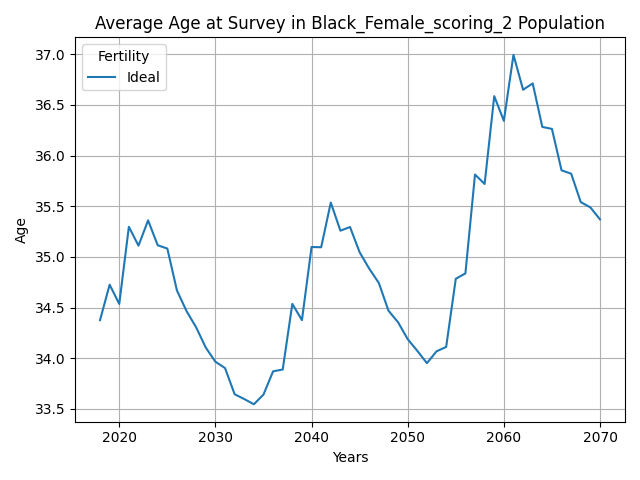 Average Age at Survey in Black_Female_scoring_2 Population
Fertility
Ideal
37.0
36.5
36.0
35.5
35.0
34.5
34.0
33.5
Age
2020 2030 2040 2050 2060 2070
Years